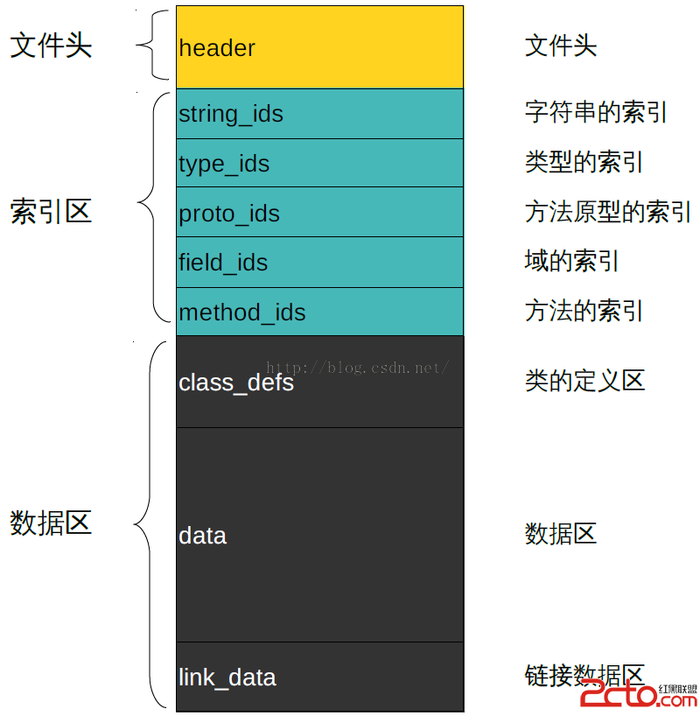 文件头
header
文件头
string_ids
字符串的索引
type_ids
类型的索引
索引区
proto_ids
方法原型的索引
field_ids
域的索引
method_ids
方法的索引
http://blog.csdn.net/
class_defs
类的定义区
数据区
data
数据区
link_data
链接数据区
2cto.com
红黑联盟